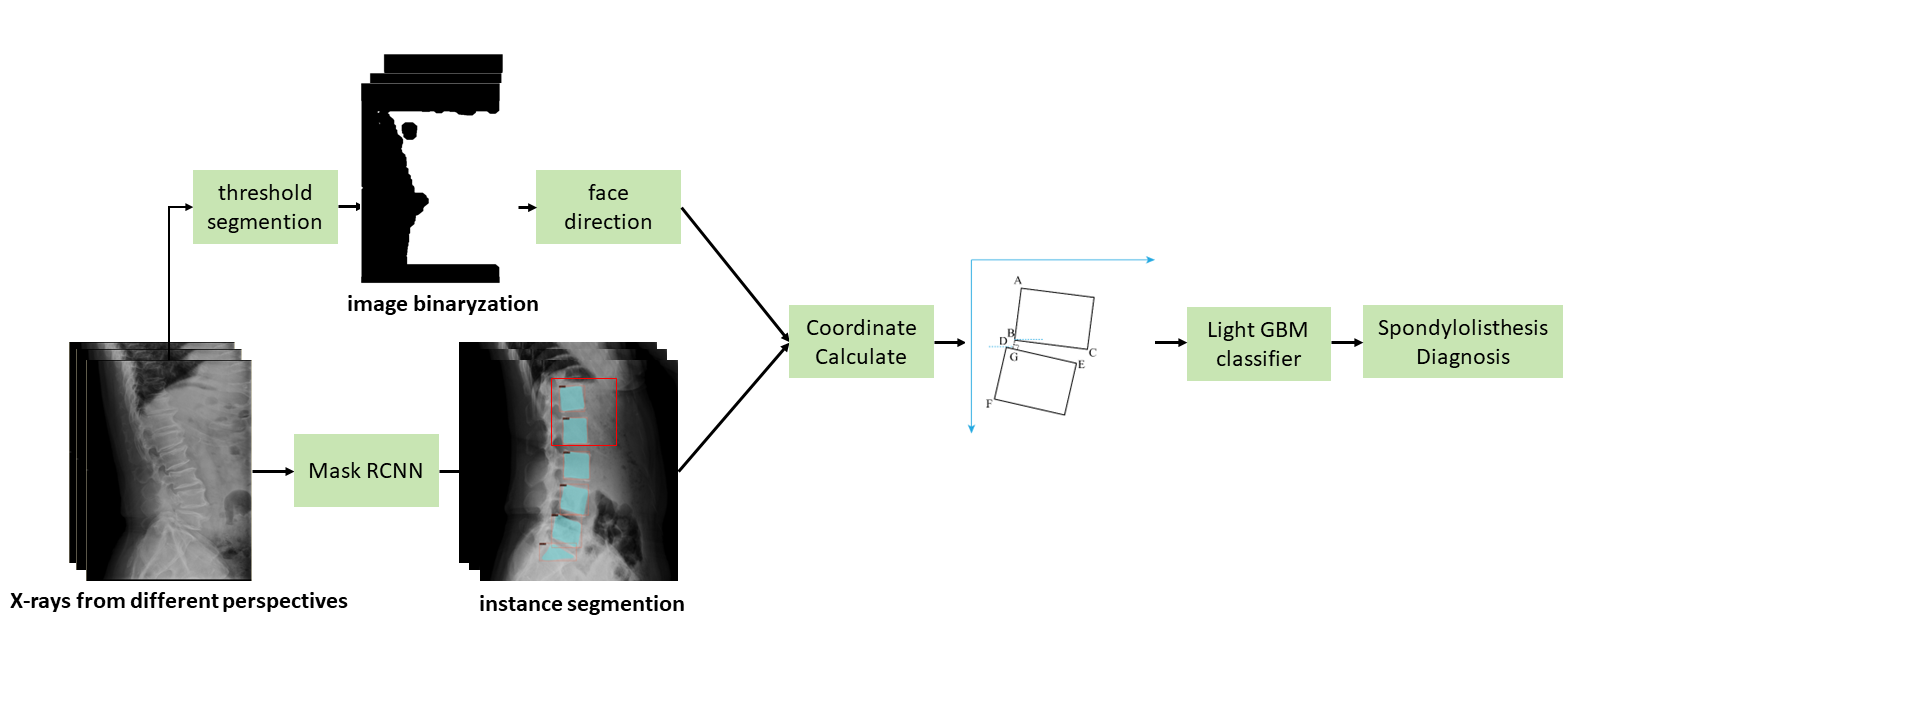 threshold
segmention
face
direction
image binaryzation
Coordinate
Calculate
A
B
D
G
C
E
F
Light GBM
classifier
Spondylolisthesis
Diagnosis
Mask RCNN
X-rays from different perspectives
instance segmention